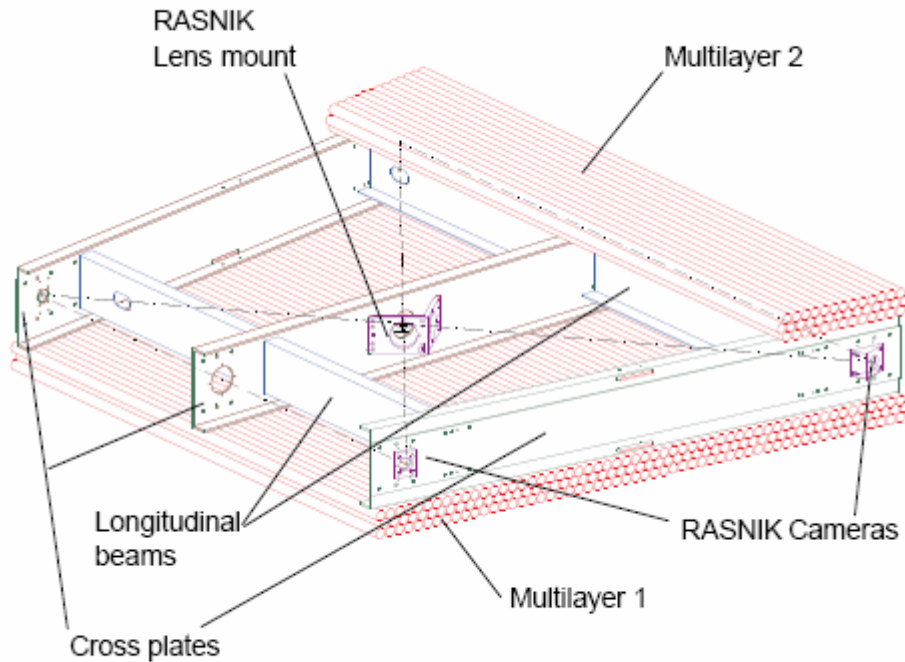 RASNIK
Lens mount
Multilayer 2
Longitudinal
beams
RASNIK Cameras
Multilayer 1
Cross plates